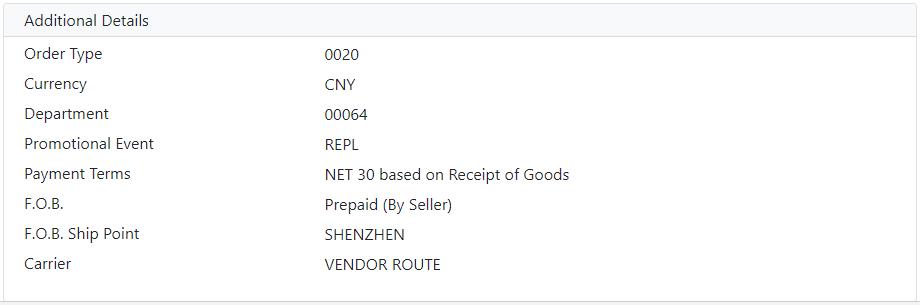 Additional Details
Order Type 0020
Currency CNY
Department 00064
Promotional Event REPL
Payment Terms NET 30 based on Receipt of Goods
F.O.B. Prepaid (By Seller)
F.O.B. Ship Point SHENZHEN
Carrier VENDOR ROUTE